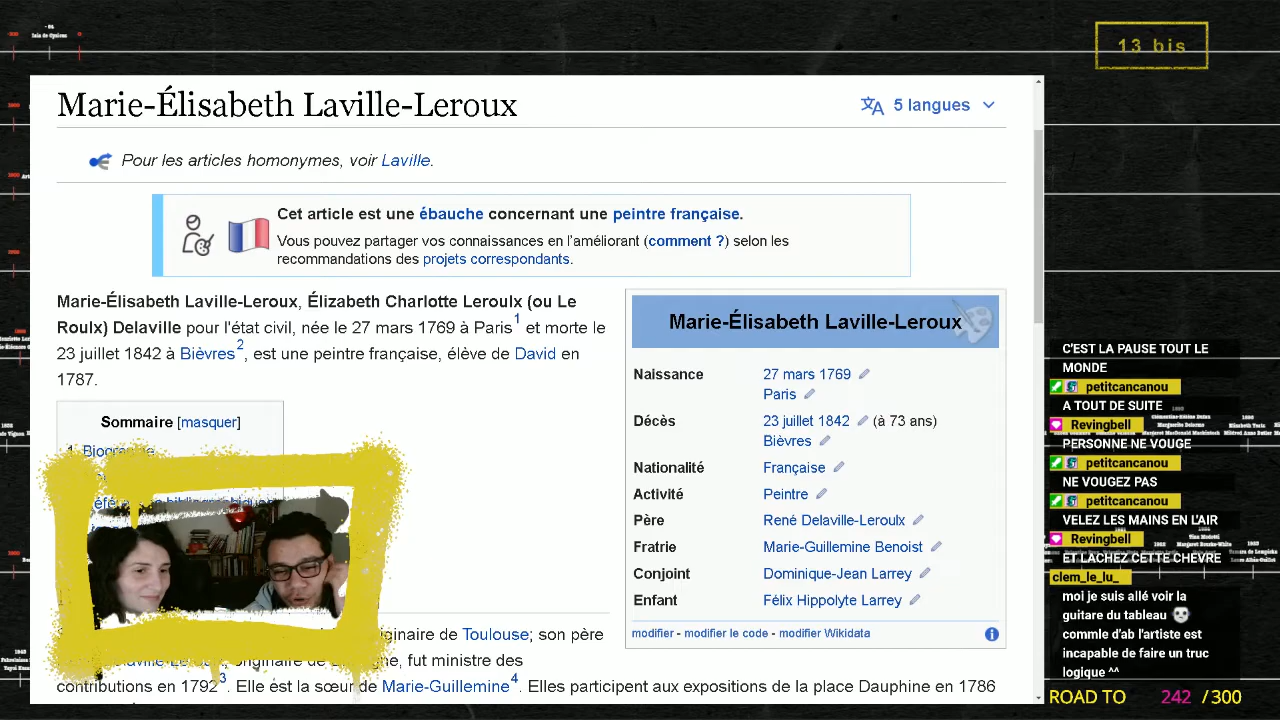 13 bis
Marie-Élisabeth Laville-Leroux
5 langues
Pour les articles homonymes, voir Laville.
Cet article est une ébauche concernant une peintre française.
Vous pouvez partager vos connaissances en l'améliorant (comment ?) selon les
recommandations des projets correspondants.
Marie-Élisabeth Laville-Leroux, Élizabeth Charlotte Leroulx (ou Le
Roulx) Delaville pour l'état civil, née le 27 mars 1769 à Paris1 et morte le
23 juillet 1842 à Bièvres2, est une peintre française, élève de David en
1787.
Sommaire [masquer]
Marie-Élisabeth Laville-Leroux
Naissance 27 mars 1769
Paris
Décès 23 juillet 1842 (à 73 ans)
Bièvres
Nationalité Française
Activité Peintre
Père René Delaville-Leroulx
Fratrie Marie-Guillemine Benoist
Conjoint Dominique-Jean Larrey
Enfant Félix Hippolyte Larrey
modifier - modifier le code - modifier Wikidata
de Toulouse; son père
fut ministre des
contributions en 17923. Elle est la sœur de Marie-Guillemine4. Elles participent aux expositions de la place Dauphine en 1786
C'EST LA PAUSE TOUT LE
MONDE
petitcancanou
A TOUT DE SUITE
Revingbell
PERSONNE NE VOUGE
petitcancanou
NE VOUGEZ PAS
petitcancanou
VELEZ LES MAINS EN L'AIR
Revingbell
ET LACHEZ CETTE CHEVRE
clem_le_lu_
moi je suis allé voir la
guitare du tableau 💀
commle d'ab l'artiste est
incapable de faire un truc
logique ^^
ROAD TO 242 /300